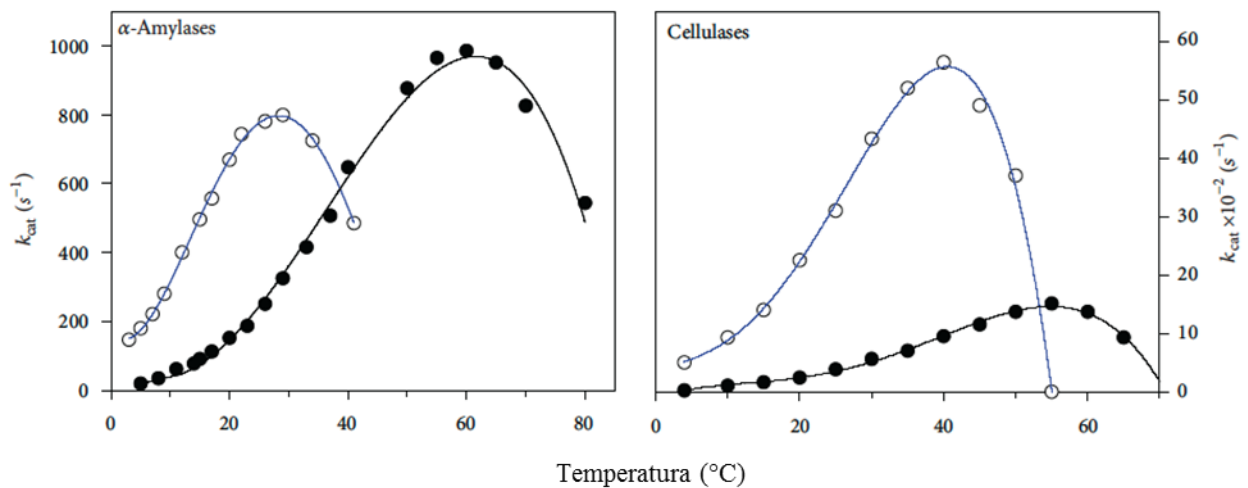 α-Amylases
k_cat (s⁻¹)
1000
800
600
400
200
0
0 20 40 60 80
Cellulases
60
50
40
30
20
10
0
k_cat ×10⁻² (s⁻¹)
0 20 40 60
Temperatura (°C)